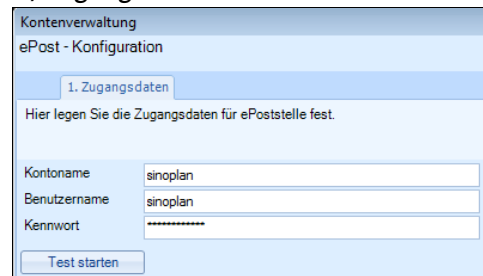 Kontenverwaltung
ePost - Konfiguration
1. Zugangsdaten
Hier legen Sie die Zugangsdaten für ePoststelle fest.
Kontoname sinoplan
Benutzername sinoplan
Kennwort ************
Test starten